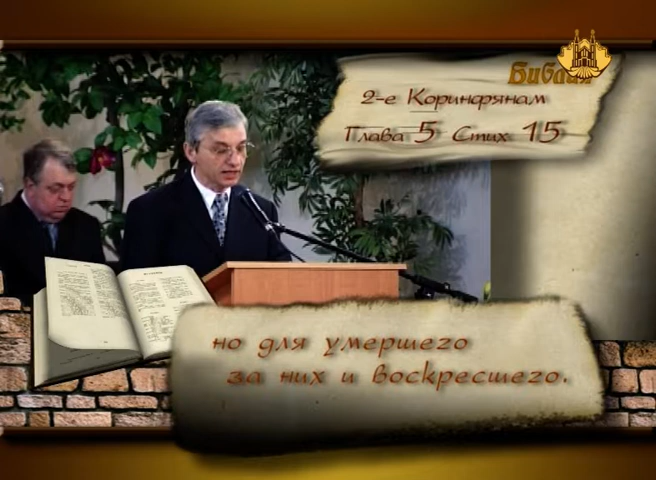 Библия
2-е Коринфянам
Глава 5 Стих 15
но для умершего
за них и воскресшего.